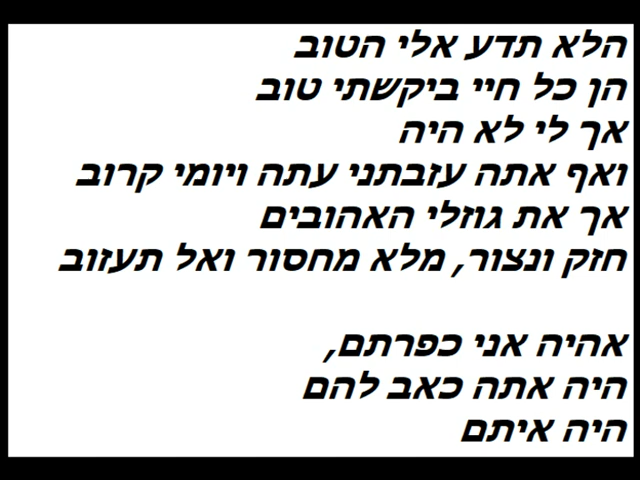 הלא תדע אלי הטוב
הן כל חיי ביקשתי טוב
אך לי לא היה
ואף אתה עזבתני עתה ויומי קרוב
אך את גוזלי האהובים
חזק ונצור, מלא מחסור ואל תעזוב
אהיה אני כפרתם,
היה אתה כאב להם
היה איתם